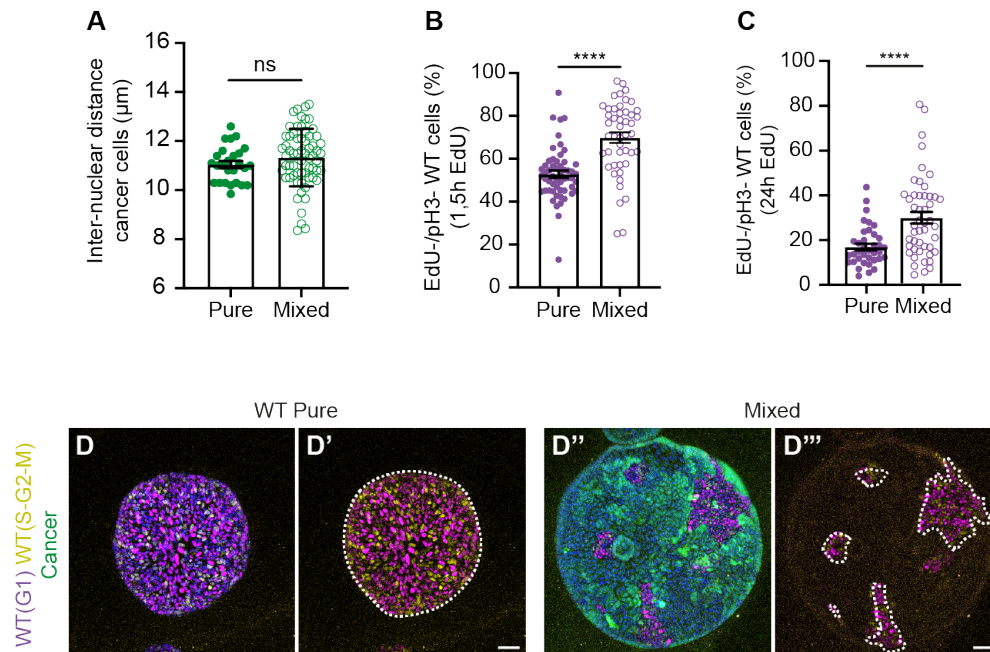 A
Inter-nuclear distance
cancer cells (µm)
16
14
12
10
8
6
ns
Pure Mixed
B
EdU-/pH3- WT cells (%)
(1,5h EdU)
100
80
60
40
20
0
****
Pure Mixed
C
EdU-/pH3- WT cells (%)
(24h EdU)
100
80
60
40
20
0
****
Pure Mixed
WT Pure
Mixed
WT(G1) WT(S-G2-M)
Cancer
D
D’
D’’
D’’’